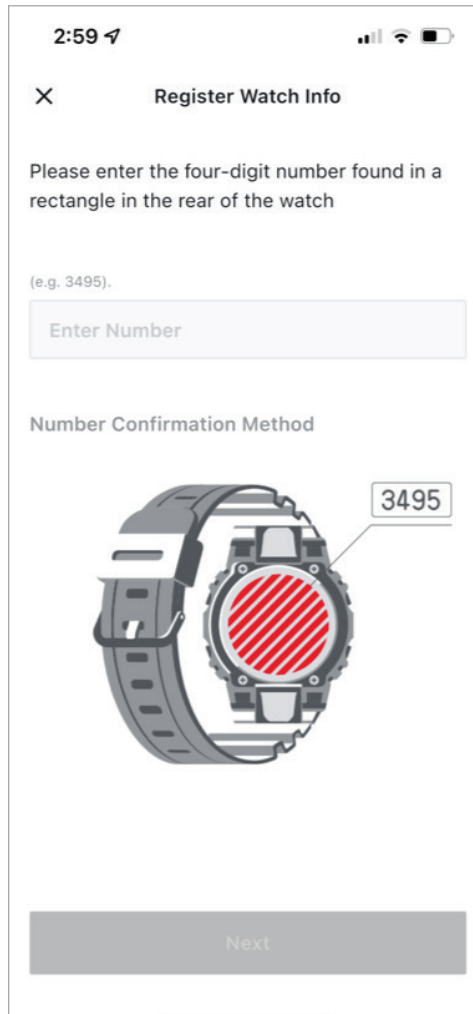 2:59
Register Watch Info
Please enter the four-digit number found in a
rectangle in the rear of the watch
(e.g. 3495).
Enter Number
Number Confirmation Method
3495
Next